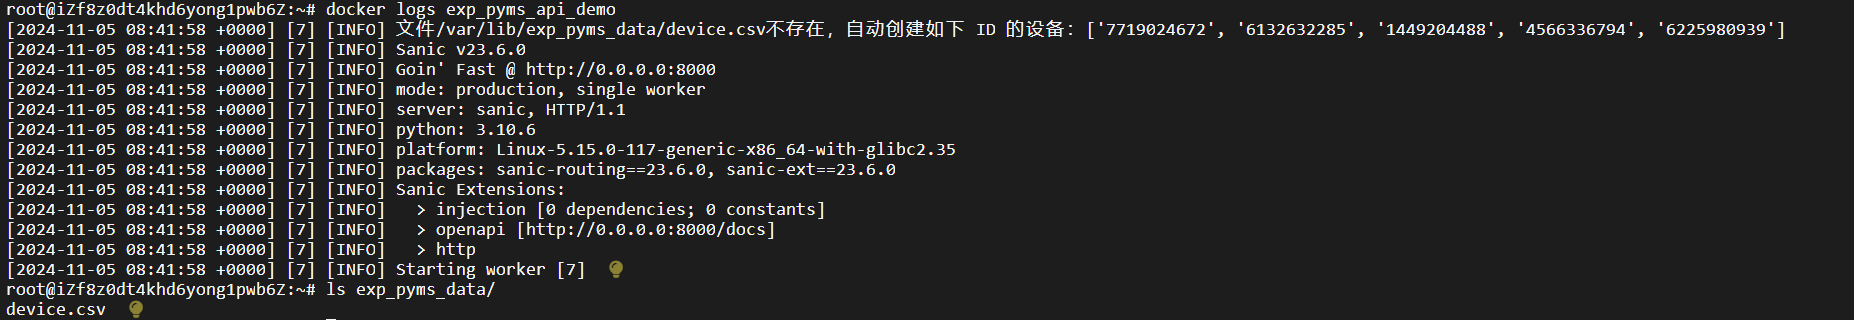 root@iZf8z0dt4khd6yong1pwb6Z:~# docker logs exp_pyms_api_demo
[2024-11-05 08:41:58 +0000] [7] [INFO] 文件/var/lib/exp_pyms_data/device.csv不存在，自动创建如下 ID 的设备：['7719024672', '6132632285', '1449204488', '4566336794', '6225980939']
[2024-11-05 08:41:58 +0000] [7] [INFO] Sanic v23.6.0
[2024-11-05 08:41:58 +0000] [7] [INFO] Goin' Fast @ http://0.0.0.0:8000
[2024-11-05 08:41:58 +0000] [7] [INFO] mode: production, single worker
[2024-11-05 08:41:58 +0000] [7] [INFO] server: sanic, HTTP/1.1
[2024-11-05 08:41:58 +0000] [7] [INFO] python: 3.10.6
[2024-11-05 08:41:58 +0000] [7] [INFO] platform: Linux-5.15.0-117-generic-x86_64-with-glibc2.35
[2024-11-05 08:41:58 +0000] [7] [INFO] packages: sanic-routing==23.6.0, sanic-ext==23.6.0
[2024-11-05 08:41:58 +0000] [7] [INFO] Sanic Extensions:
[2024-11-05 08:41:58 +0000] [7] [INFO]   > injection [0 dependencies; 0 constants]
[2024-11-05 08:41:58 +0000] [7] [INFO]   > openapi [http://0.0.0.0:8000/docs]
[2024-11-05 08:41:58 +0000] [7] [INFO]   > http
[2024-11-05 08:41:58 +0000] [7] [INFO] Starting worker [7]
root@iZf8z0dt4khd6yong1pwb6Z:~# ls exp_pyms_data/
device.csv